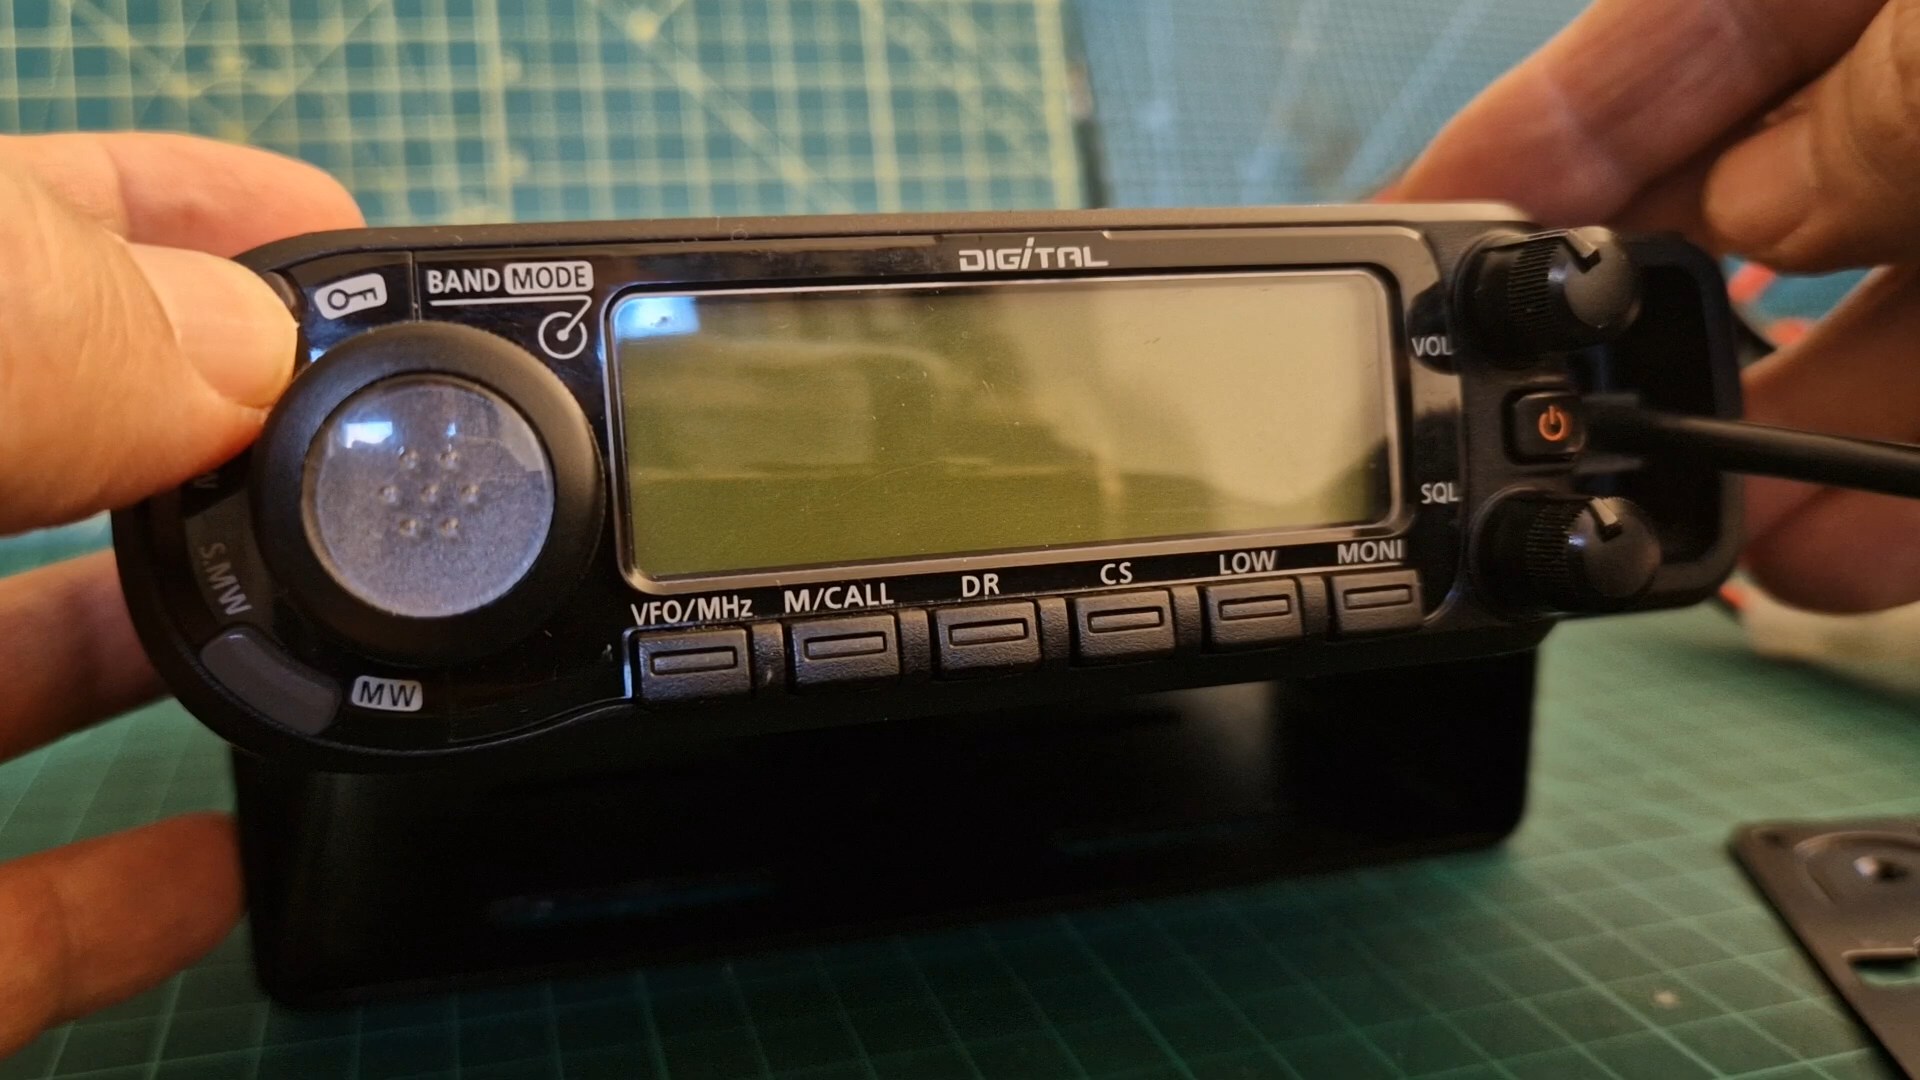 DIGITAL
BAND MODE
VOL
SQL
S.MW
MW
VFO/MHz M/CALL DR CS LOW MONI